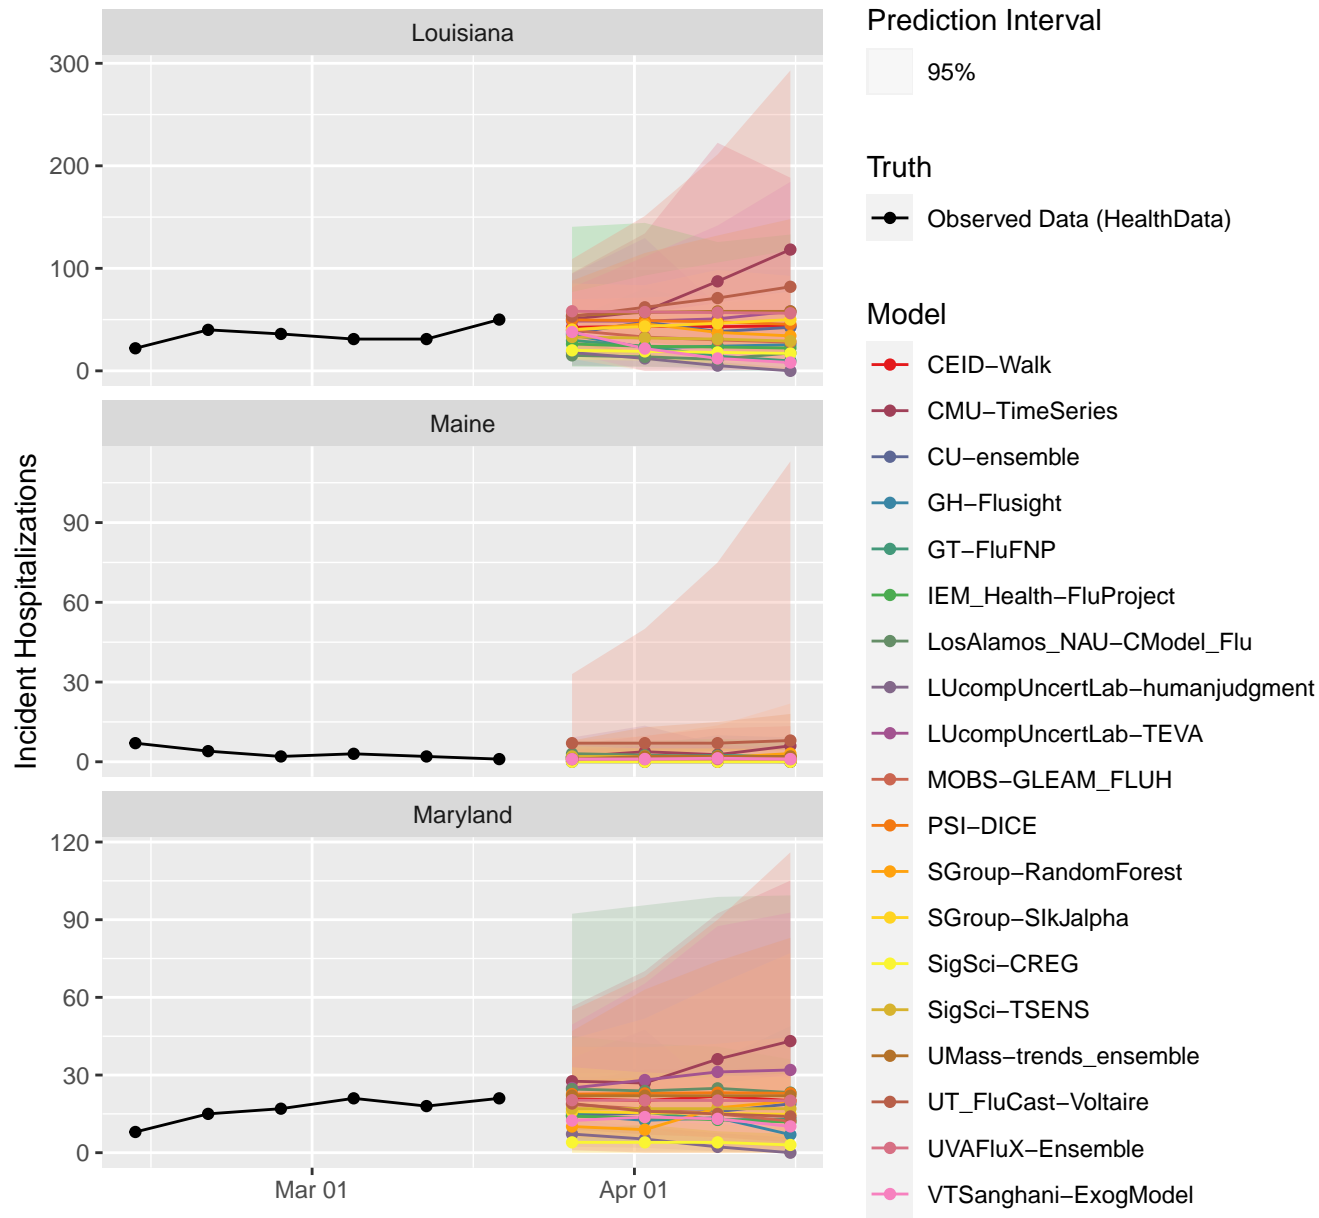 Louisiana
300
200
100
0
Maine
90
60
30
0
Maryland
120
90
60
30
0
Mar 01
Apr 01
Incident Hospitalizations
Prediction Interval
95%
Truth
Observed Data (HealthData)
Model
CEID−Walk
CMU−TimeSeries
CU−ensemble
GH−Flusight
GT−FluFNP
IEM_Health−FluProject
LosAlamos_NAU−CModel_Flu
LUcompUncertLab−humanjudgment
LUcompUncertLab−TEVA
MOBS−GLEAM_FLUH
PSI−DICE
SGroup−RandomForest
SGroup−SIkJalpha
SigSci−CREG
SigSci−TSENS
UMass−trends_ensemble
UT_FluCast−Voltaire
UVAFluX−Ensemble
VTSanghani−ExogModel